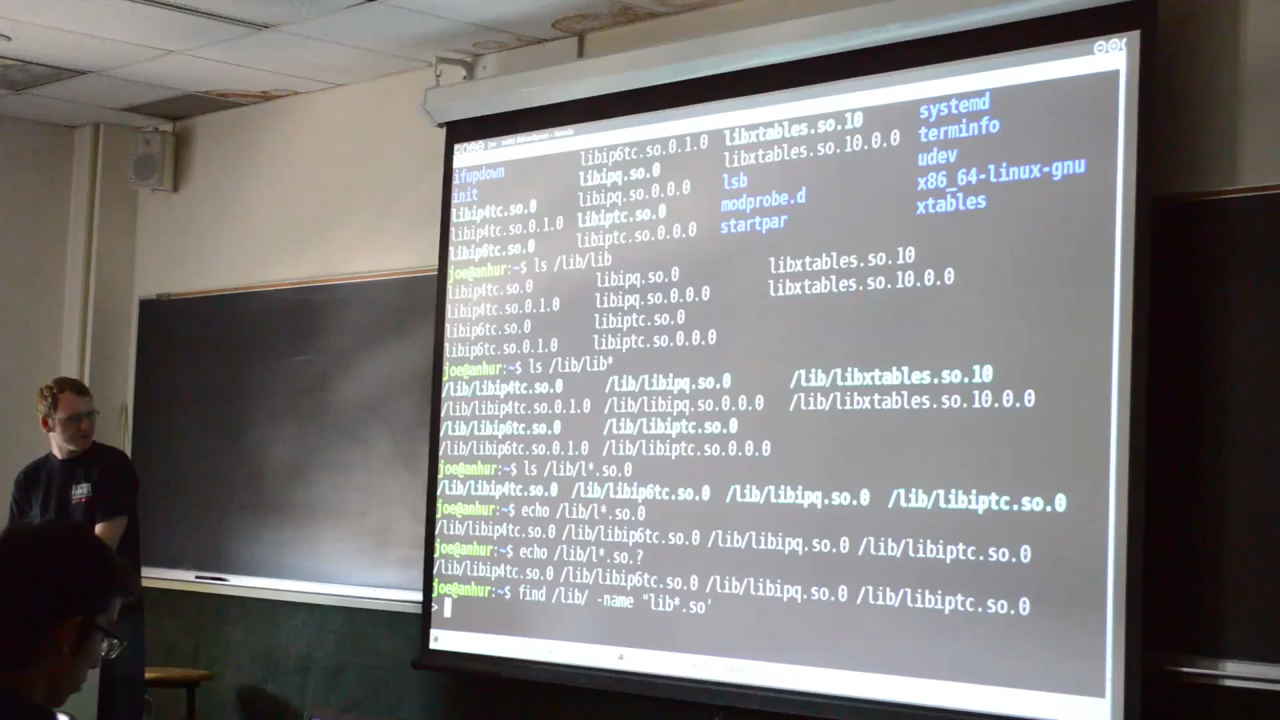 ifupdown libip6tc.so.0.1.0 libxtables.so.10 systemd
init libipq.so.0 libxtables.so.10.0.0 terminfo
libip4tc.so.0 libipq.so.0.0.0 lsb udev
libip4tc.so.0.1.0 libiptc.so.0 modprobe.d x86_64-linux-gnu
libip6tc.so.0 libiptc.so.0.0.0 startpar xtables
joe@anhur:~$ ls /lib/lib
libip4tc.so.0 libipq.so.0 libxtables.so.10
libip4tc.so.0.1.0 libipq.so.0.0.0 libxtables.so.10.0.0
libip6tc.so.0 libiptc.so.0
libip6tc.so.0.1.0 libiptc.so.0.0.0
joe@anhur:~$ ls /lib/lib*
/lib/libip4tc.so.0 /lib/libipq.so.0 /lib/libxtables.so.10
/lib/libip4tc.so.0.1.0 /lib/libipq.so.0.0.0 /lib/libxtables.so.10.0.0
/lib/libip6tc.so.0 /lib/libiptc.so.0
/lib/libip6tc.so.0.1.0 /lib/libiptc.so.0.0.0
joe@anhur:~$ ls /lib/l*.so.0
/lib/libip4tc.so.0 /lib/libip6tc.so.0 /lib/libipq.so.0 /lib/libiptc.so.0
joe@anhur:~$ echo /lib/l*.so.0
/lib/libip4tc.so.0 /lib/libip6tc.so.0 /lib/libipq.so.0 /lib/libiptc.so.0
joe@anhur:~$ echo /lib/l*.so.?
/lib/libip4tc.so.0 /lib/libip6tc.so.0 /lib/libipq.so.0 /lib/libiptc.so.0
joe@anhur:~$ find /lib/ -name "lib*.so'
>